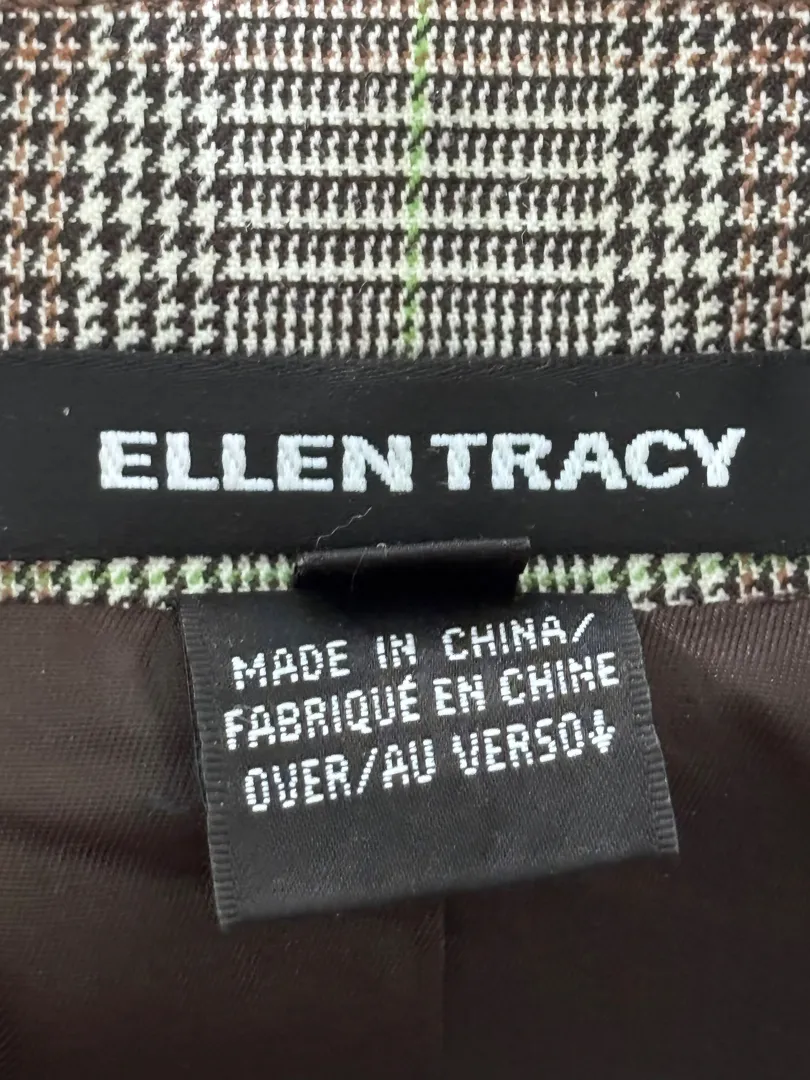 ELLEN TRACY
MADE IN CHINA/
FABRIQUÉ EN CHINE
OVER/AU VERSO↓